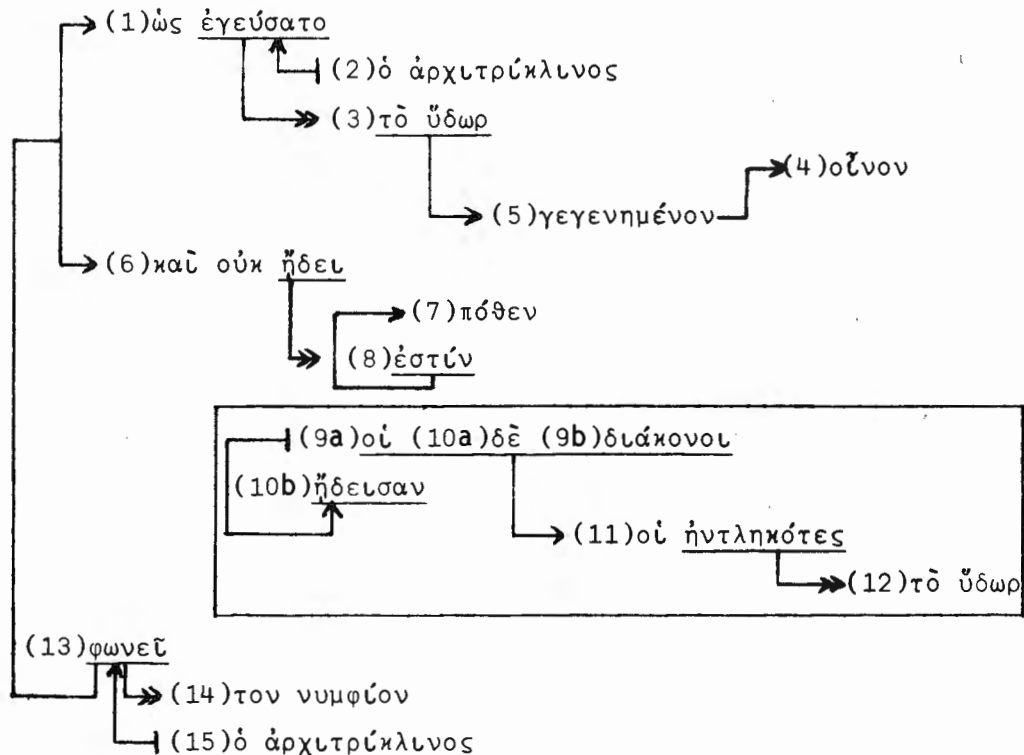 (1)ὡς ἐγεύσατο
(2)ὁ ἀρχιτρίκλινος
(3)τὸ ὕδωρ
(4)οἶνον
(5)γεγενημένον
(6)καὶ οὐκ ᾔδει
(7)πόθεν
(8)ἐστίν
(9a)οἱ (10a)δὲ (9b)διάκονοι
(10b)ᾔδεισαν
(11)οἱ ἠντληκότες
(12)τὸ ὕδωρ
(13)φωνεῖ
(14)τον νυμφίον
(15)ὁ ἀρχιτρίκλινος